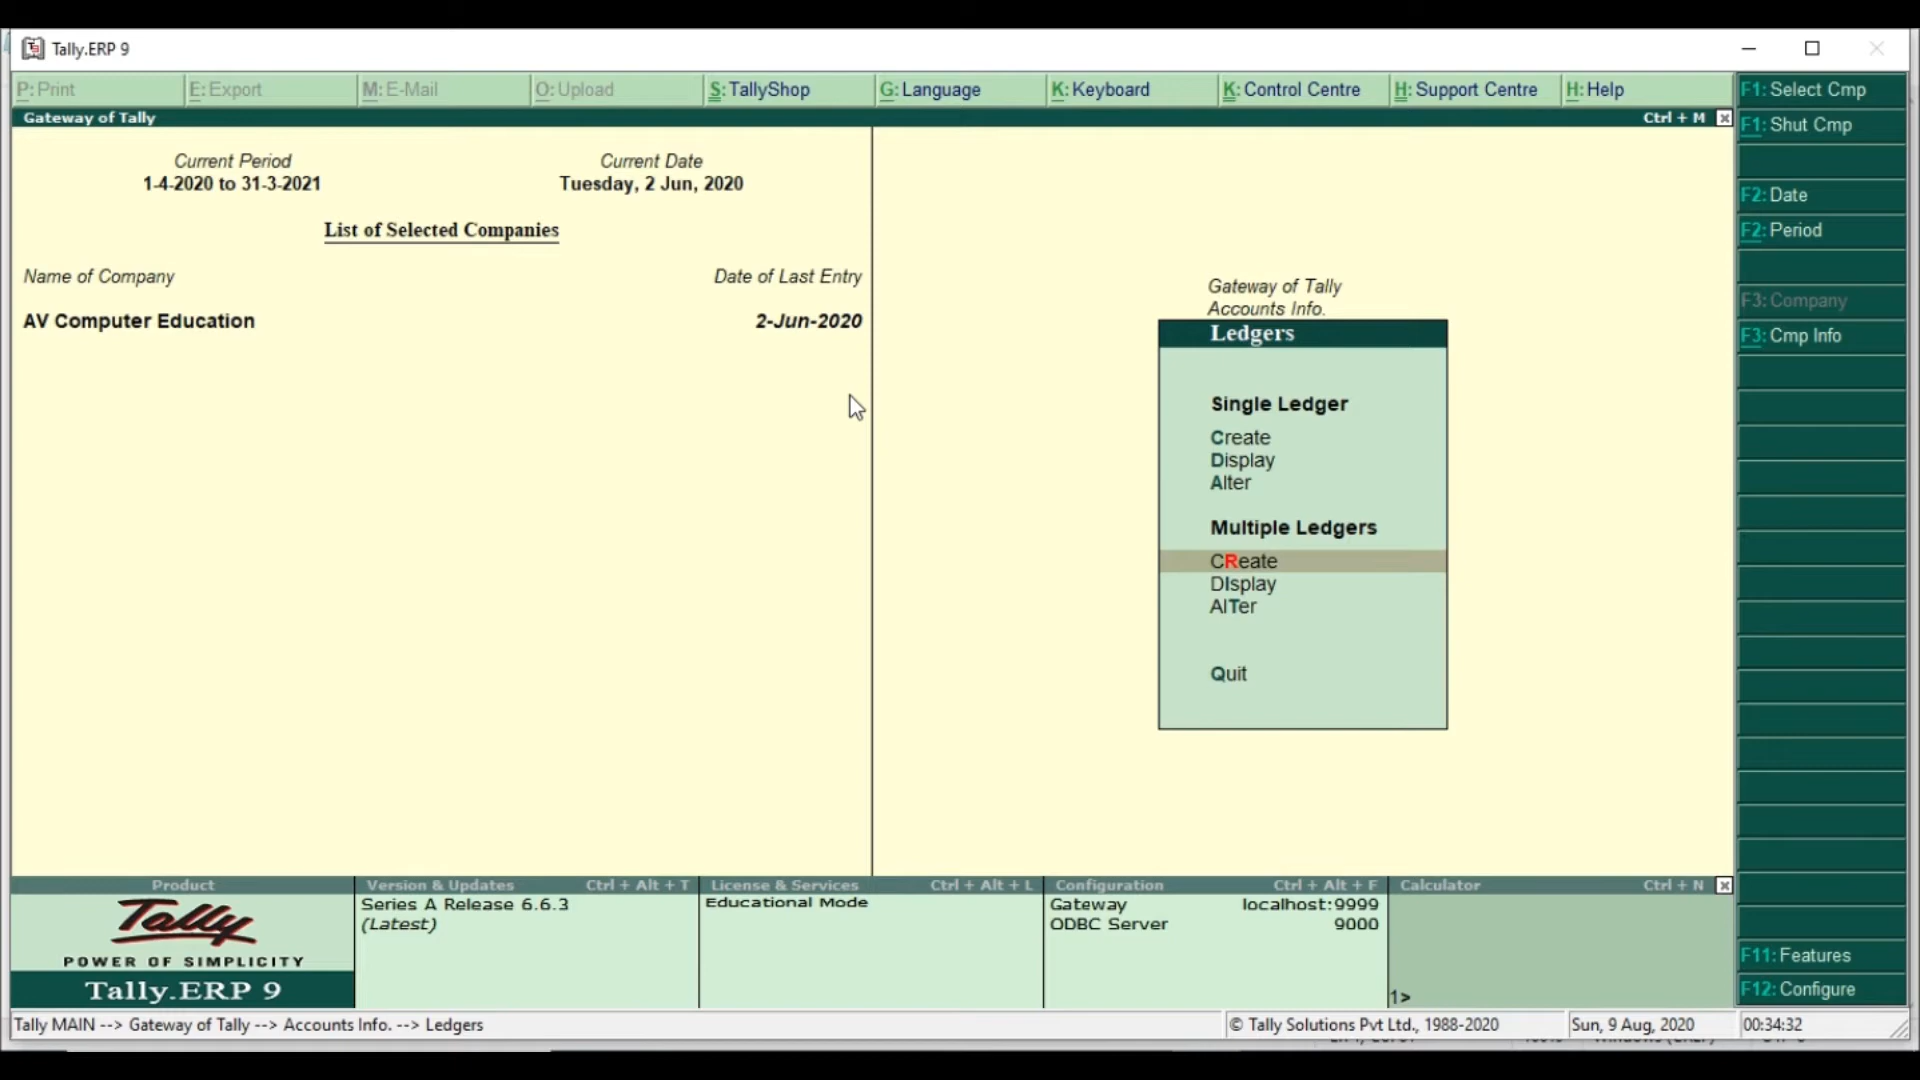 Tally.ERP 9
P: Print E: Export M: E-Mail O: Upload S: TallyShop G: Language K: Keyboard K: Control Centre H: Support Centre H: Help
Gateway of Tally Ctrl + M
Current Period Current Date
1-4-2020 to 31-3-2021 Tuesday, 2 Jun, 2020
List of Selected Companies
Name of Company Date of Last Entry
AV Computer Education 2-Jun-2020
Gateway of Tally
Accounts Info.
Ledgers
Single Ledger
Create
Display
Alter
Multiple Ledgers
CReate
DIsplay
AlTer
Quit
F1: Select Cmp
F1: Shut Cmp
F2: Date
F2: Period
F3: Company
F3: Cmp Info
F11: Features
F12: Configure
Product
Tally
POWER OF SIMPLICITY
Tally.ERP 9
Version & Updates Ctrl + Alt + T
Series A Release 6.6.3
(Latest)
License & Services Ctrl + Alt + L
Educational Mode
Configuration Ctrl + Alt + F
Gateway localhost:9999
ODBC Server 9000
Calculator Ctrl + N
1>
Tally MAIN --> Gateway of Tally --> Accounts Info. --> Ledgers © Tally Solutions Pvt Ltd., 1988-2020 Sun, 9 Aug, 2020 00:34:32